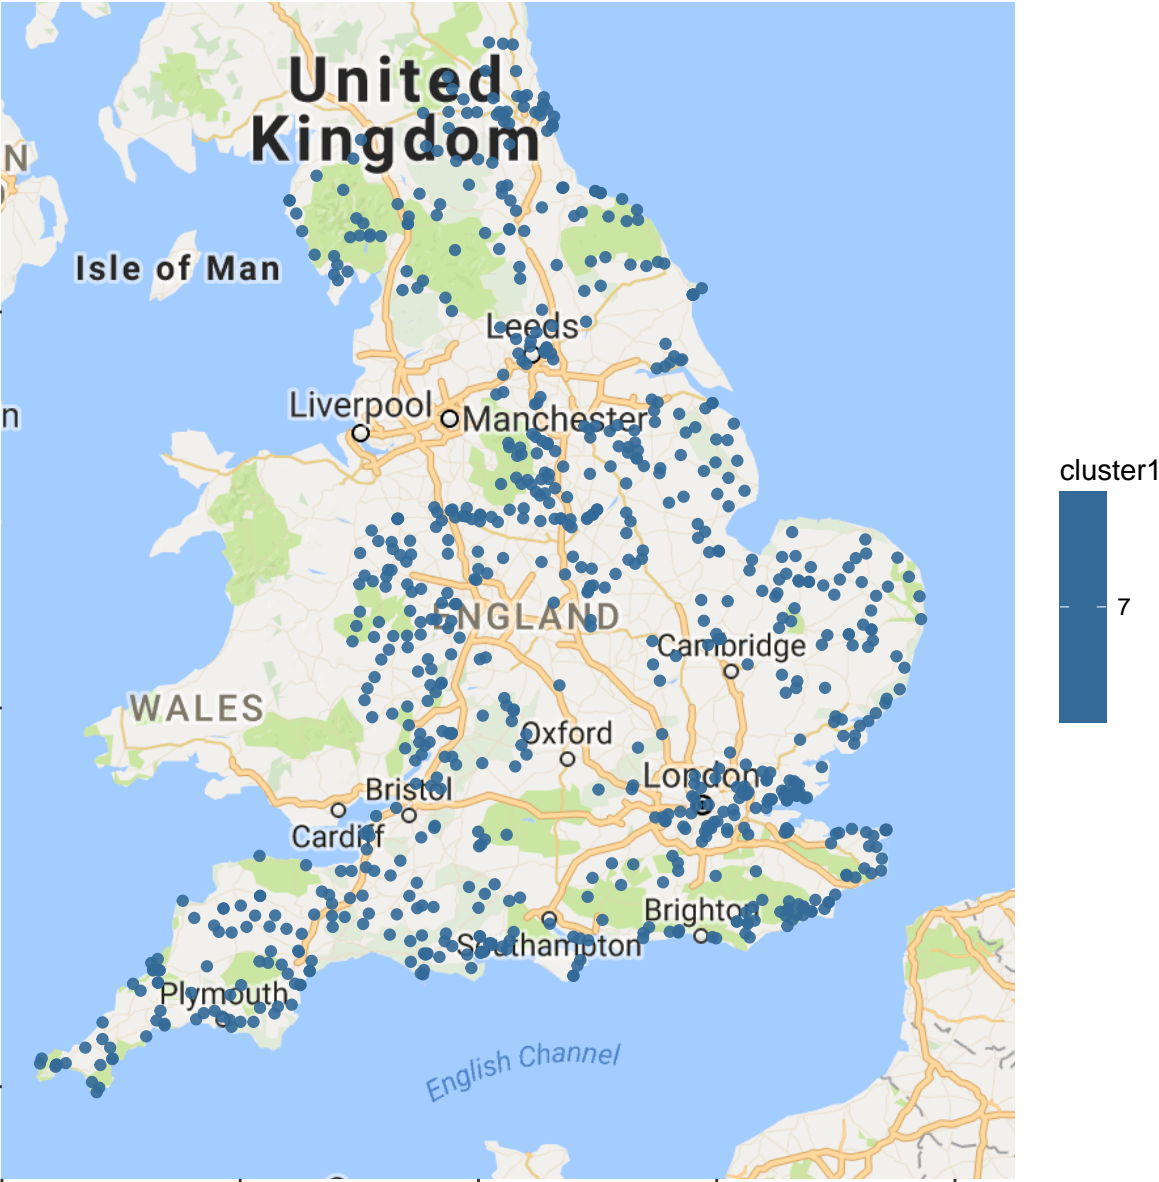 United
Kingdom
N
Isle of Man
Leeds
Liverpool
Manchester
n
cluster1
7
ENGLAND
Cambridge
WALES
Oxford
London
Bristol
Cardiff
Brighton
Southampton
Plymouth
English Channel